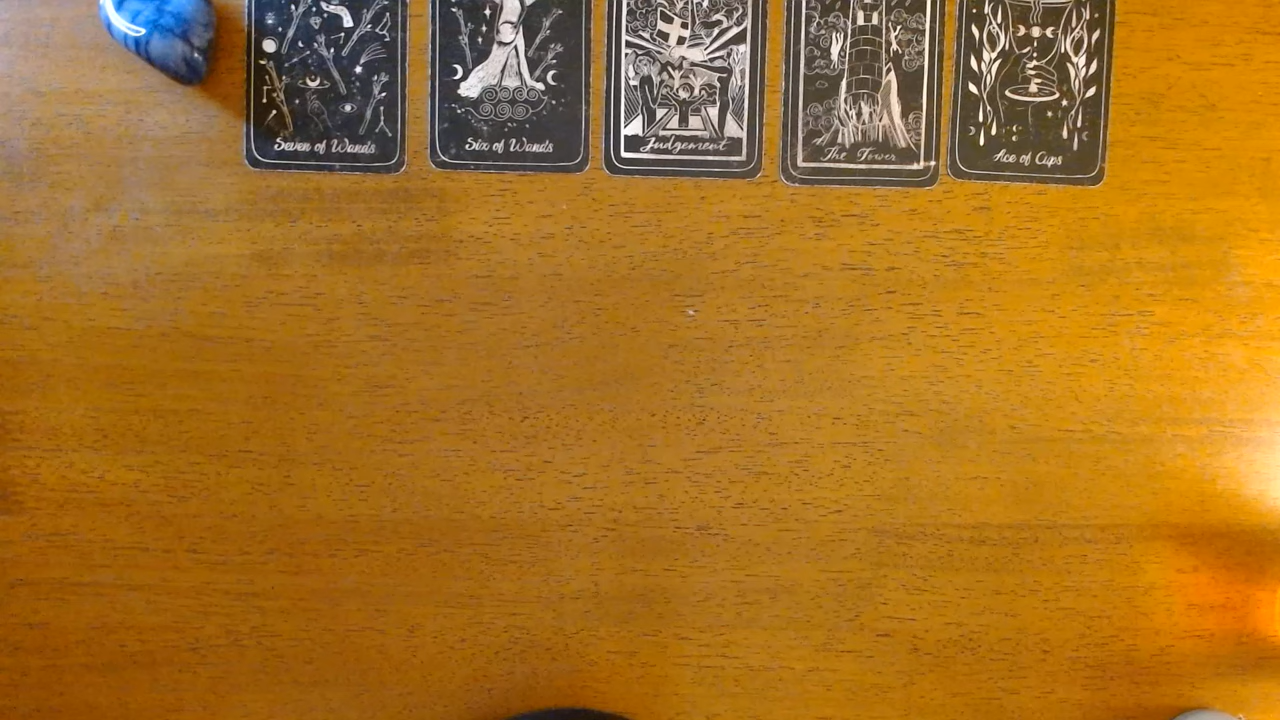 Seven of Wands
Six of Wands
Judgement
The Tower
Ace of Cups